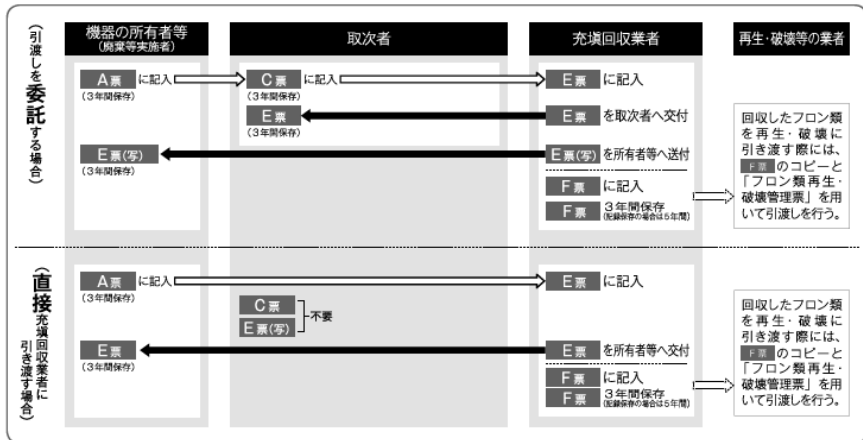 機器の所有者等
(廃棄等実施者)
取次者
充塡回収業者
再生・破壊等の業者
(引渡しを委託する場合)
A票 に記入
(3年間保存)
C票 に記入
(3年間保存)
E票 に記入
E票
(3年間保存)
E票 を取次者へ交付
E票(写)
(3年間保存)
E票(写) を所有者等へ送付
F票 に記入
F票 3年間保存
(記録保存の場合は5年間)
回収したフロン類
を再生・破壊に
引き渡す際には、
F票 のコピーと
「フロン類再生・
破壊管理票」を用
いて引渡しを行う。
(直接充塡回収業者に
引き渡す場合)
A票 に記入
(3年間保存)
E票 に記入
C票
E票(写)
不要
E票
(3年間保存)
E票 を所有者等へ交付
F票 に記入
F票 3年間保存
(記録保存の場合は5年間)
回収したフロン類
を再生・破壊に
引き渡す際には、
F票 のコピーと
「フロン類再生・
破壊管理票」を用
いて引渡しを行う。